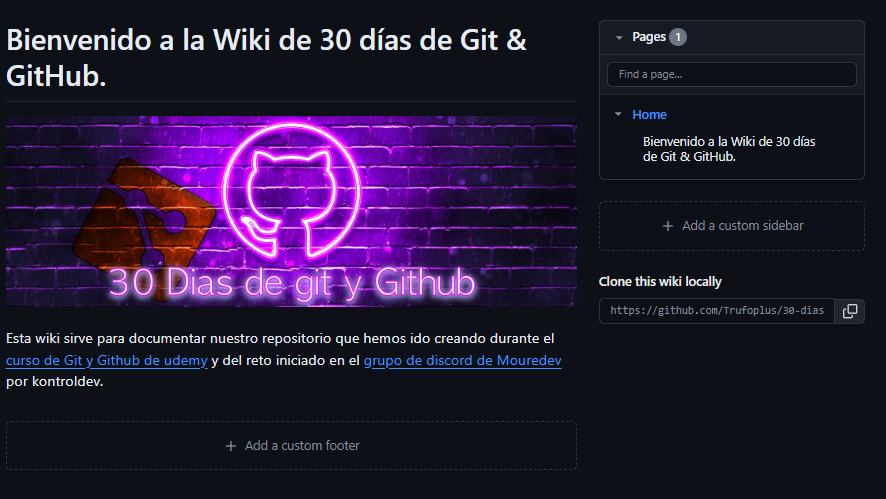 Bienvenido a la Wiki de 30 días de Git &
GitHub.
30 Dias de git y Github
Esta wiki sirve para documentar nuestro repositorio que hemos ido creando durante el
curso de Git y Github de udemy y del reto iniciado en el grupo de discord de Mouredev
por kontroldev.
+ Add a custom footer
Pages 1
Find a page...
Home
Bienvenido a la Wiki de 30 días
de Git & GitHub.
+ Add a custom sidebar
Clone this wiki locally
https://github.com/Trufoplus/30-dias